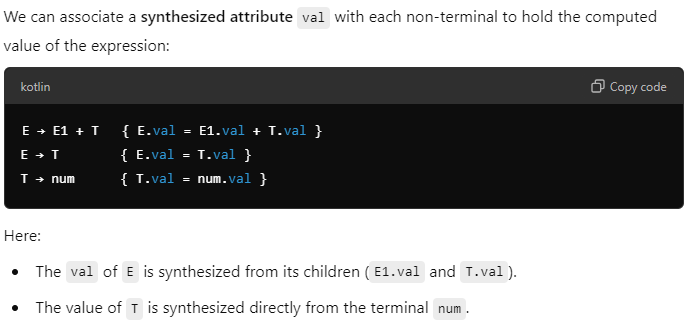 We can associate a synthesized attribute val with each non-terminal to hold the computed
value of the expression:
kotlin Copy code
E → E1 + T { E.val = E1.val + T.val }
E → T { E.val = T.val }
T → num { T.val = num.val }
Here:
• The val of E is synthesized from its children ( E1.val and T.val ).
• The value of T is synthesized directly from the terminal num .